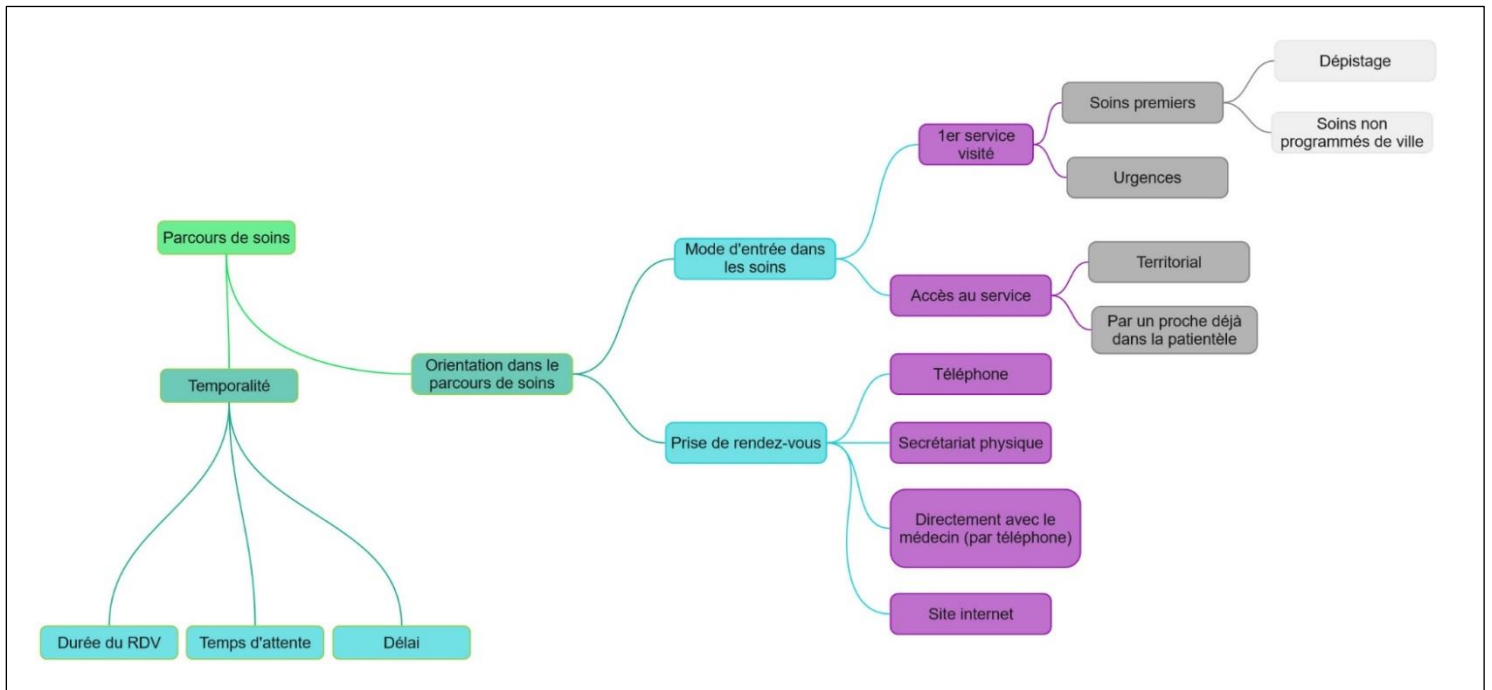 Parcours de soins
Temporalité
Durée du RDV
Temps d'attente
Délai
Orientation dans le
parcours de soins
Mode d'entrée dans
les soins
1er service
visité
Soins premiers
Dépistage
Soins non
programmés de ville
Urgences
Accès au service
Territorial
Par un proche déjà
dans la patientèle
Prise de rendez-vous
Téléphone
Secrétariat physique
Directement avec le
médecin (par téléphone)
Site internet